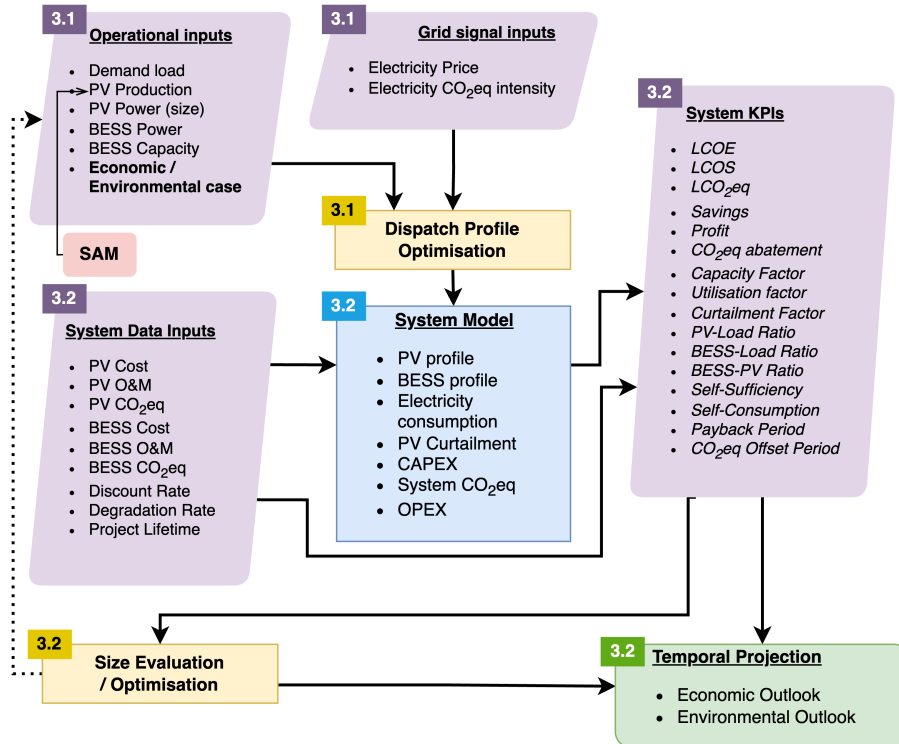 3.1
Operational inputs
• Demand load
• PV Production
• PV Power (size)
• BESS Power
• BESS Capacity
• Economic /
Environmental case
SAM
3.1
Grid signal inputs
• Electricity Price
• Electricity CO₂eq intensity
3.1
Dispatch Profile
Optimisation
3.2
System Data Inputs
• PV Cost
• PV O&M
• PV CO₂eq
• BESS Cost
• BESS O&M
• BESS CO₂eq
• Discount Rate
• Degradation Rate
• Project Lifetime
3.2
System Model
• PV profile
• BESS profile
• Electricity
consumption
• PV Curtailment
• CAPEX
• System CO₂eq
• OPEX
3.2
System KPIs
• LCOE
• LCOS
• LCO₂eq
• Savings
• Profit
• CO₂eq abatement
• Capacity Factor
• Utilisation factor
• Curtailment Factor
• PV-Load Ratio
• BESS-Load Ratio
• BESS-PV Ratio
• Self-Sufficiency
• Self-Consumption
• Payback Period
• CO₂eq Offset Period
3.2
Size Evaluation
/ Optimisation
3.2
Temporal Projection
• Economic Outlook
• Environmental Outlook